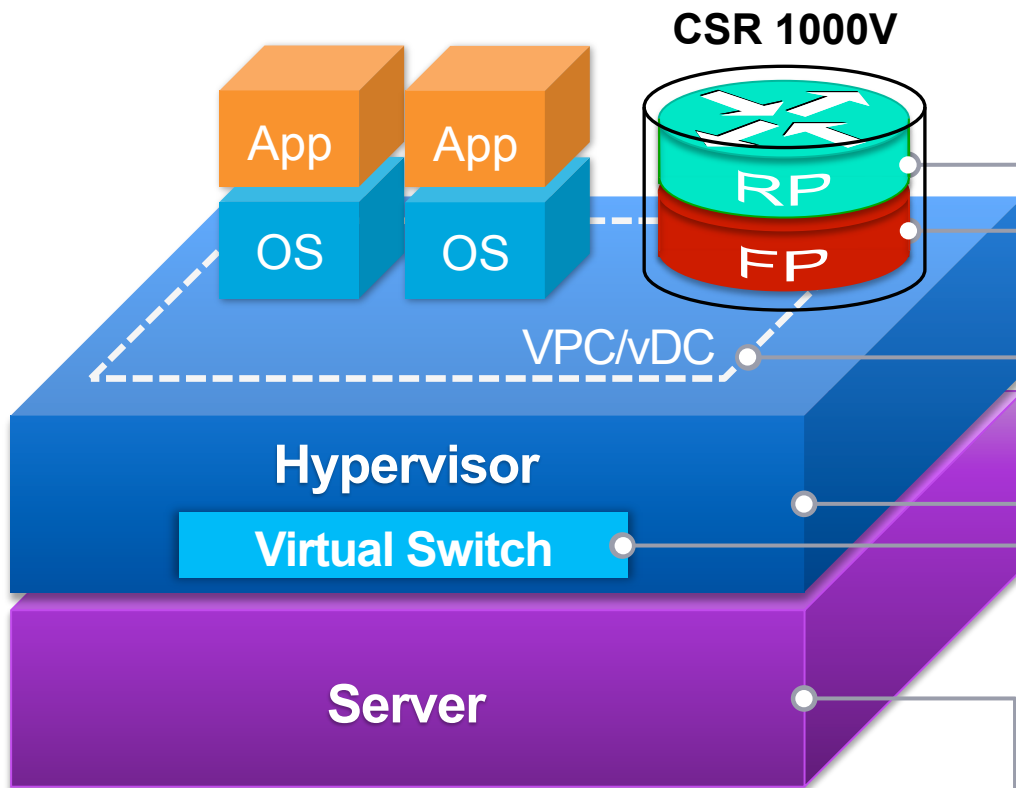 CSR 1000V
App
App
RP
OS
OS
FP
VPC/vDC
Hypervisor
Virtual Switch
Server